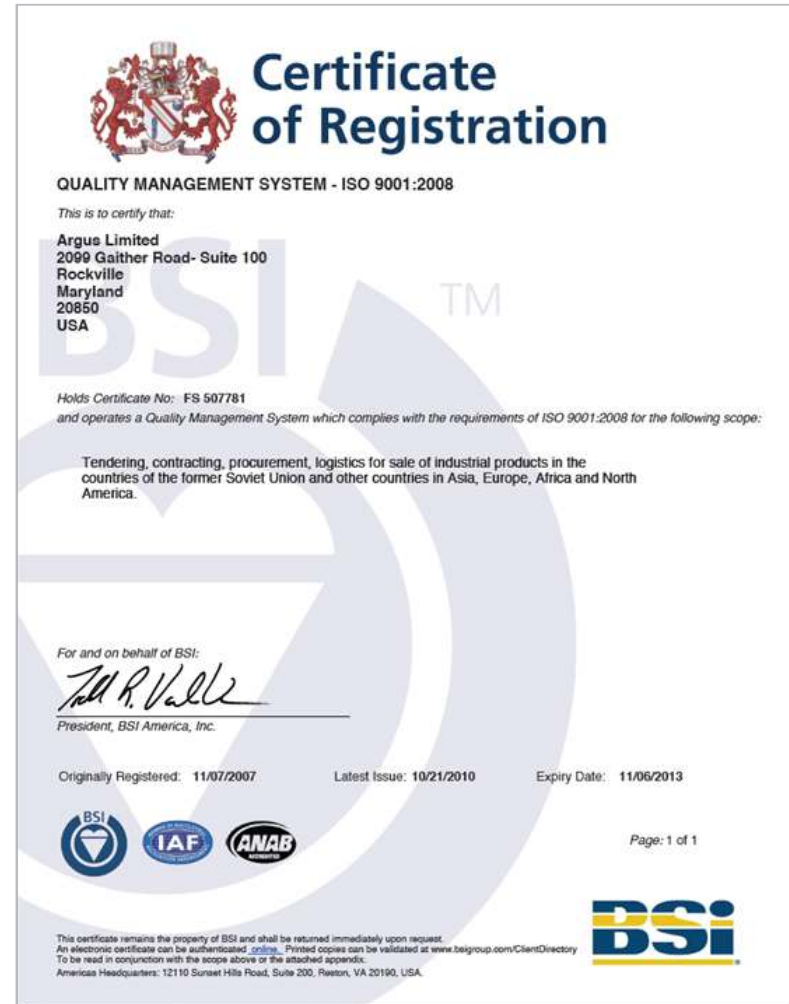 Certificate
of Registration
QUALITY MANAGEMENT SYSTEM - ISO 9001:2008
This is to certify that:
Argus Limited
2099 Gaither Road- Suite 100
Rockville
Maryland
20850
USA
BSI
TM
Holds Certificate No: FS 507781
and operates a Quality Management System which complies with the requirements of ISO 9001:2008 for the following scope:
Tendering, contracting, procurement, logistics for sale of industrial products in the
countries of the former Soviet Union and other countries in Asia, Europe, Africa and North
America.
For and on behalf of BSI:
President, BSI America, Inc.
Originally Registered: 11/07/2007 Latest Issue: 10/21/2010 Expiry Date: 11/06/2013
BSI
IAF
ANAB
ACCREDITED
Page: 1 of 1
This certificate remains the property of BSI and shall be returned immediately upon request.
An electronic certificate can be authenticated online. Printed copies can be validated at www.bsigroup.com/ClientDirectory
To be read in conjunction with the scope above or the attached appendix.
Americas Headquarters: 12110 Sunset Hills Road, Suite 200, Reston, VA 20190, USA.
BSi